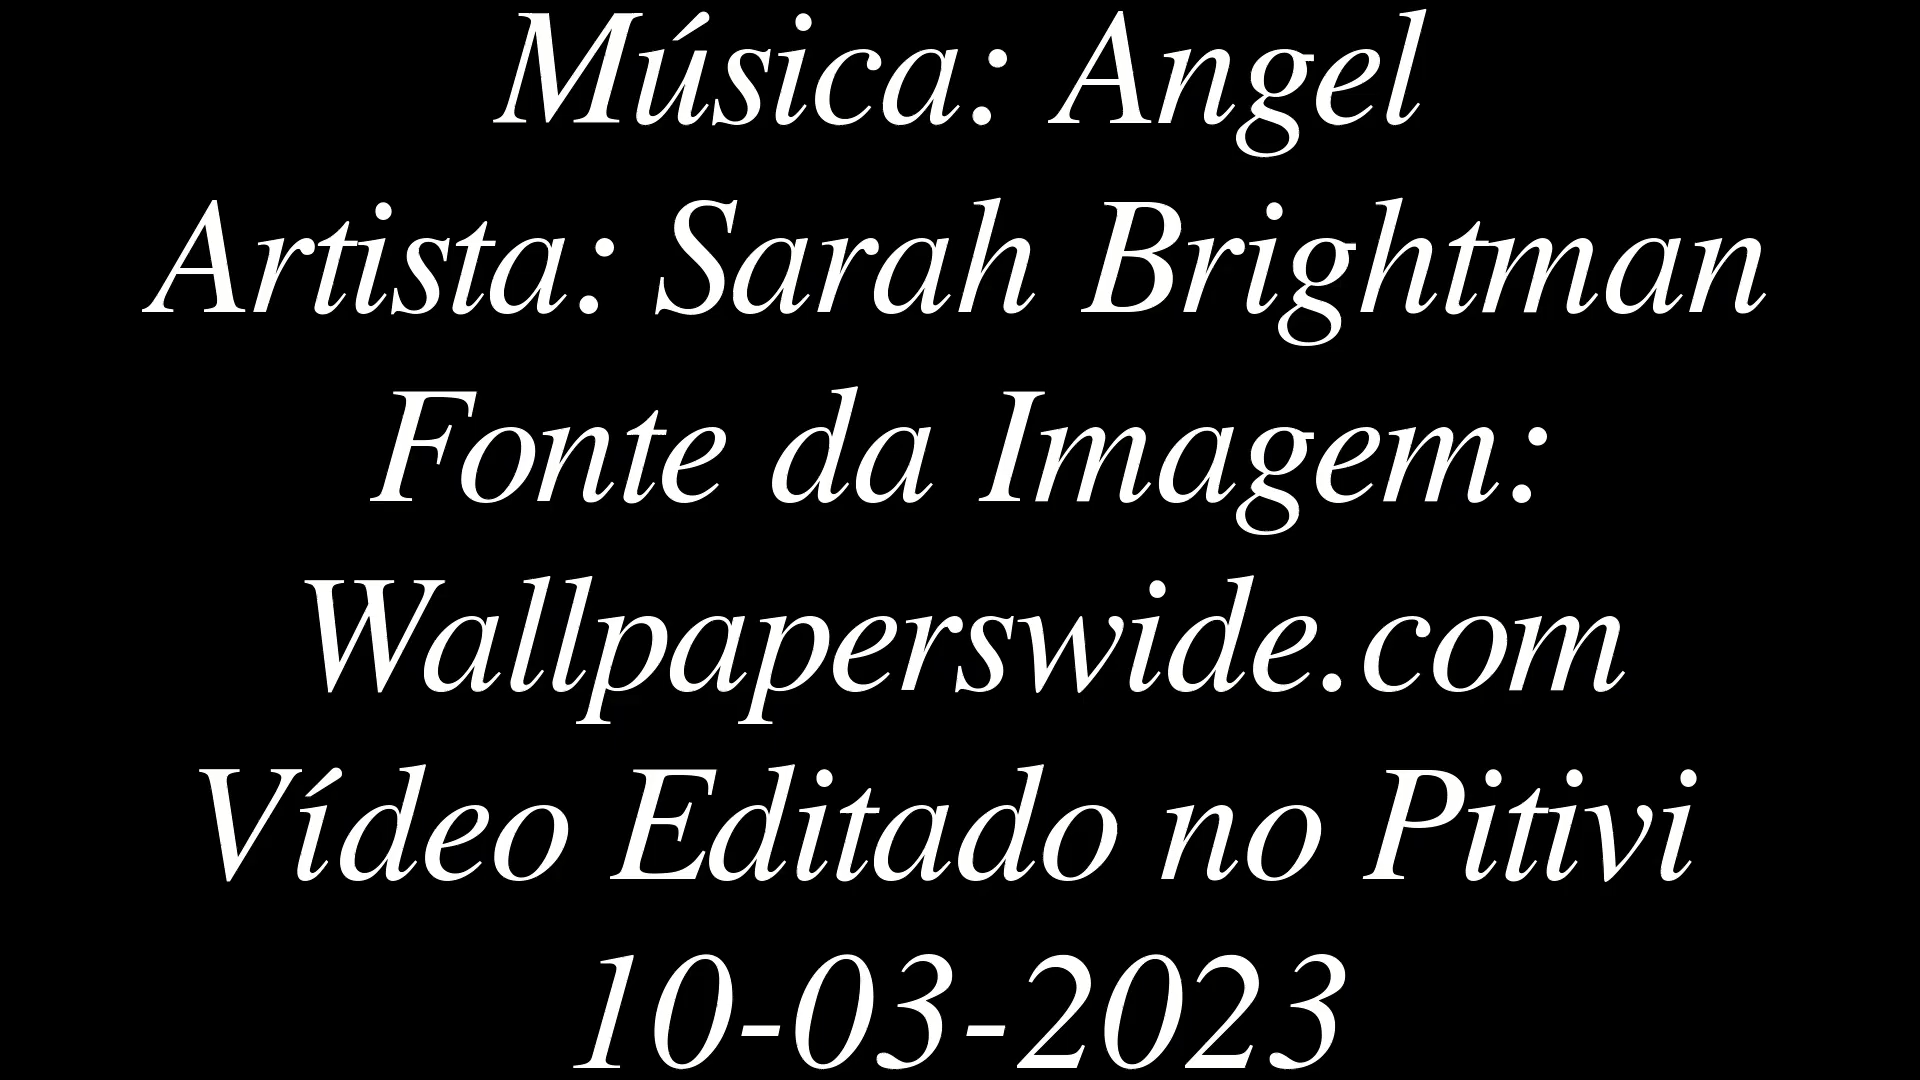 Música: Angel
Artista: Sarah Brightman
Fonte da Imagem:
Wallpaperswide.com
Vídeo Editado no Pitivi
10-03-2023